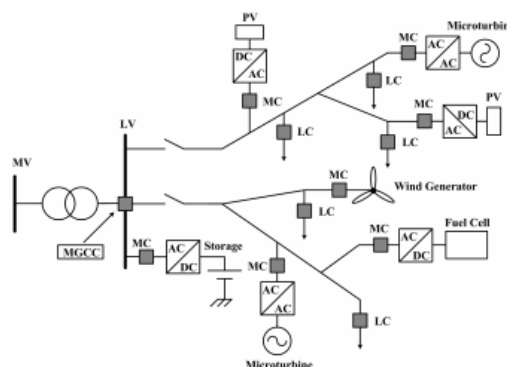 PV
Microturbine
MC
AC
AC
DC
AC
MC
LC
PV
MC
DC
AC
LV
LC
LC
MV
MC
Wind Generator
LC
Fuel Cell
MGCC
MC
AC
DC
Storage
MC
MC
AC
DC
AC
AC
LC
Microturbine